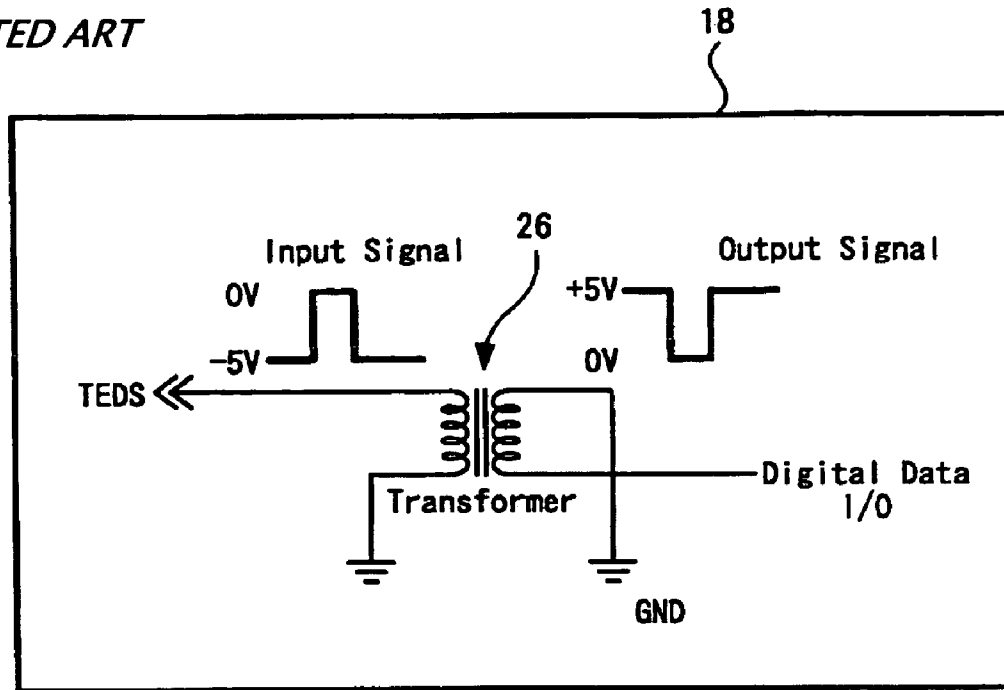 TED ART
18
26
Input Signal
Output Signal
0V
+5V
-5V
0V
TEDS
Transformer
Digital Data
I/O
GND